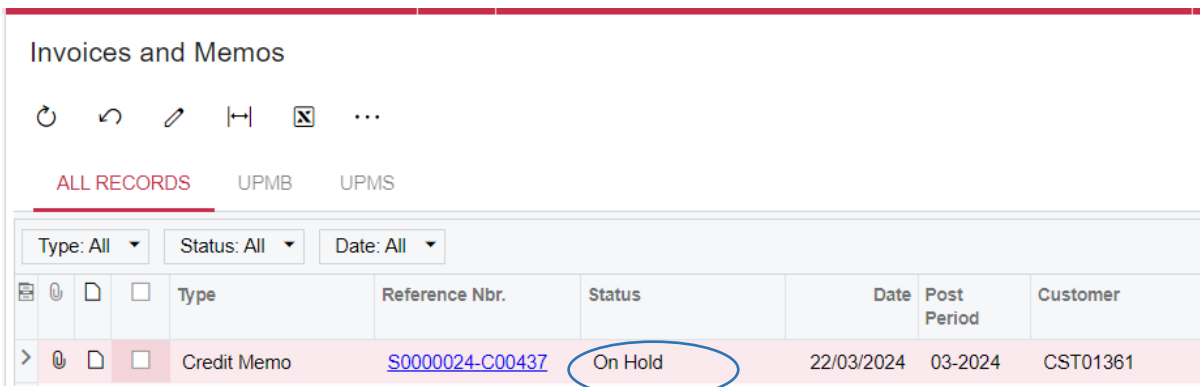 Invoices and Memos
ALL RECORDS UPMB UPMS
Type: All Status: All Date: All
Type Reference Nbr. Status Date Post Period Customer
Credit Memo S0000024-C00437 On Hold 22/03/2024 03-2024 CST01361